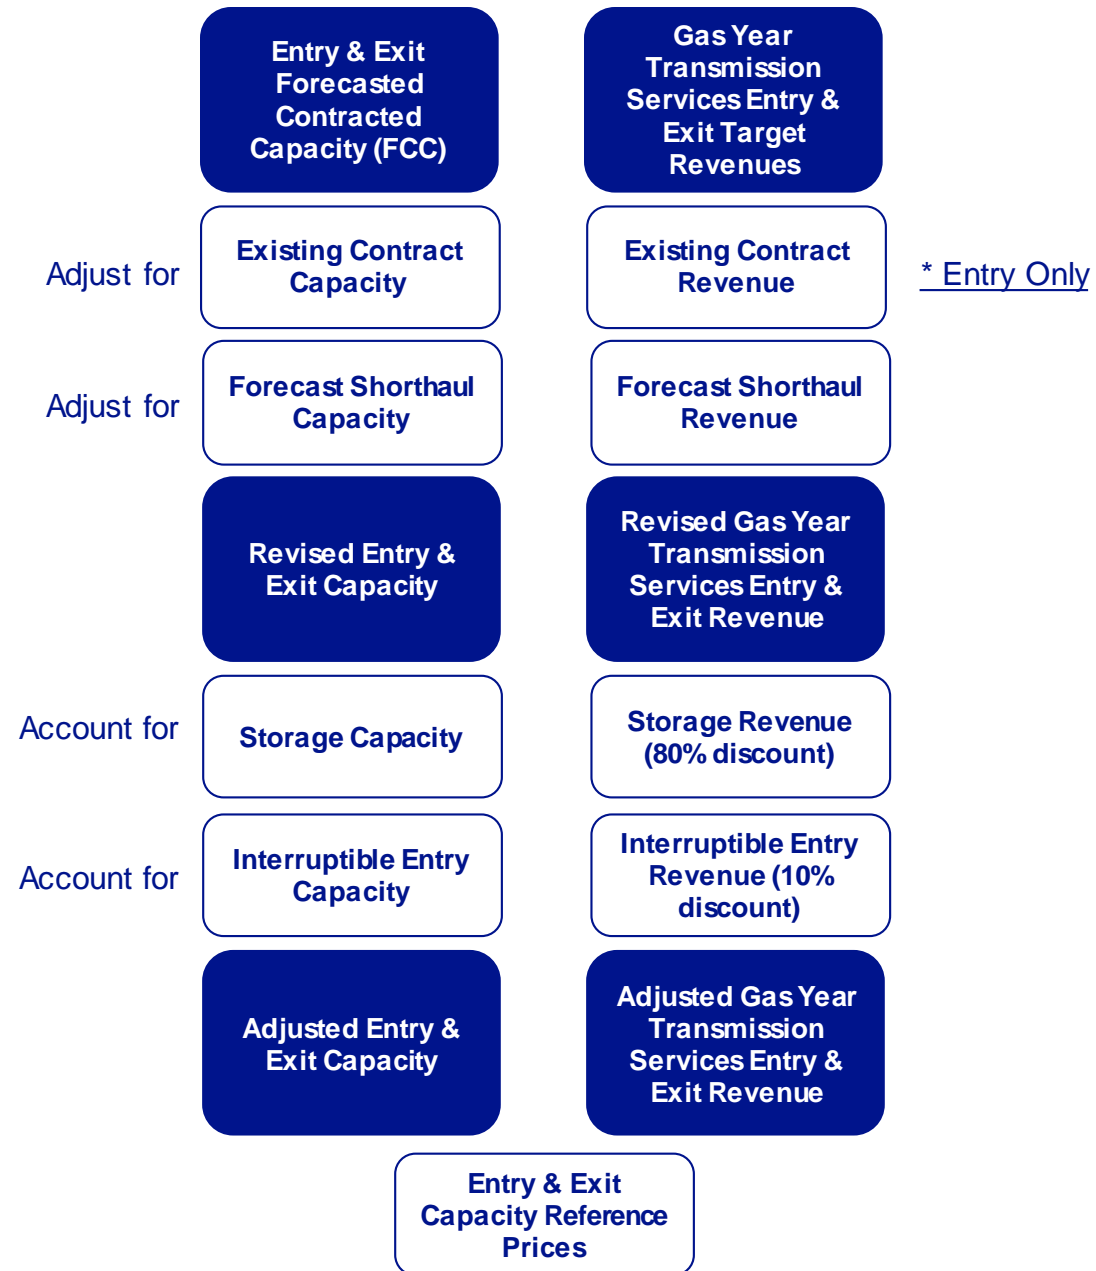 Entry & Exit
Forecasted
Contracted
Capacity (FCC)
Gas Year
Transmission
Services Entry &
Exit Target
Revenues
Adjust for
Existing Contract
Capacity
Existing Contract
Revenue
* Entry Only
Adjust for
Forecast Shorthaul
Capacity
Forecast Shorthaul
Revenue
Revised Entry &
Exit Capacity
Revised Gas Year
Transmission
Services Entry &
Exit Revenue
Account for
Storage Capacity
Storage Revenue
(80% discount)
Account for
Interruptible Entry
Capacity
Interruptible Entry
Revenue (10%
discount)
Adjusted Entry &
Exit Capacity
Adjusted Gas Year
Transmission
Services Entry &
Exit Revenue
Entry & Exit
Capacity Reference
Prices